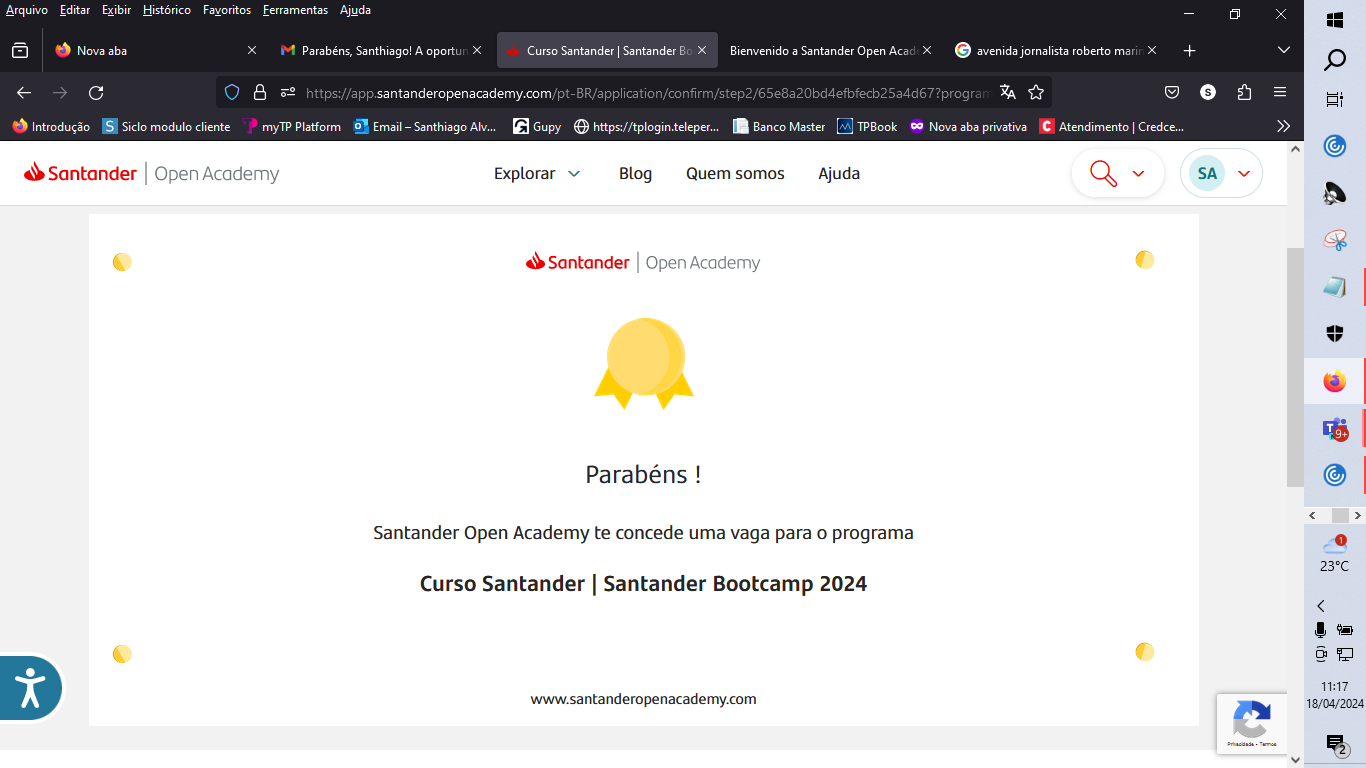 Arquivo Editar Exibir Histórico Favoritos Ferramentas Ajuda
Nova aba
Parabéns, Santhiago! A oportun
Curso Santander | Santander Bo
Bienvenido a Santander Open Acade
avenida jornalista roberto marin
https://app.santanderopenacademy.com/pt-BR/application/confirm/step2/65e8a20bd4efbfecb25a4d67?program
S
Introdução
S Siclo modulo cliente
myTP Platform
Email – Santhiago Alv...
Gupy
https://tplogin.teleper...
Banco Master
TPBook
Nova aba privativa
C Atendimento | Credce...
Santander | Open Academy
Explorar
Blog
Quem somos
Ajuda
SA
Santander | Open Academy
Parabéns !
Santander Open Academy te concede uma vaga para o programa
Curso Santander | Santander Bootcamp 2024
www.santanderopenacademy.com
Privacidade - Termos
T
9+
1
23°C
11:17
18/04/2024
2